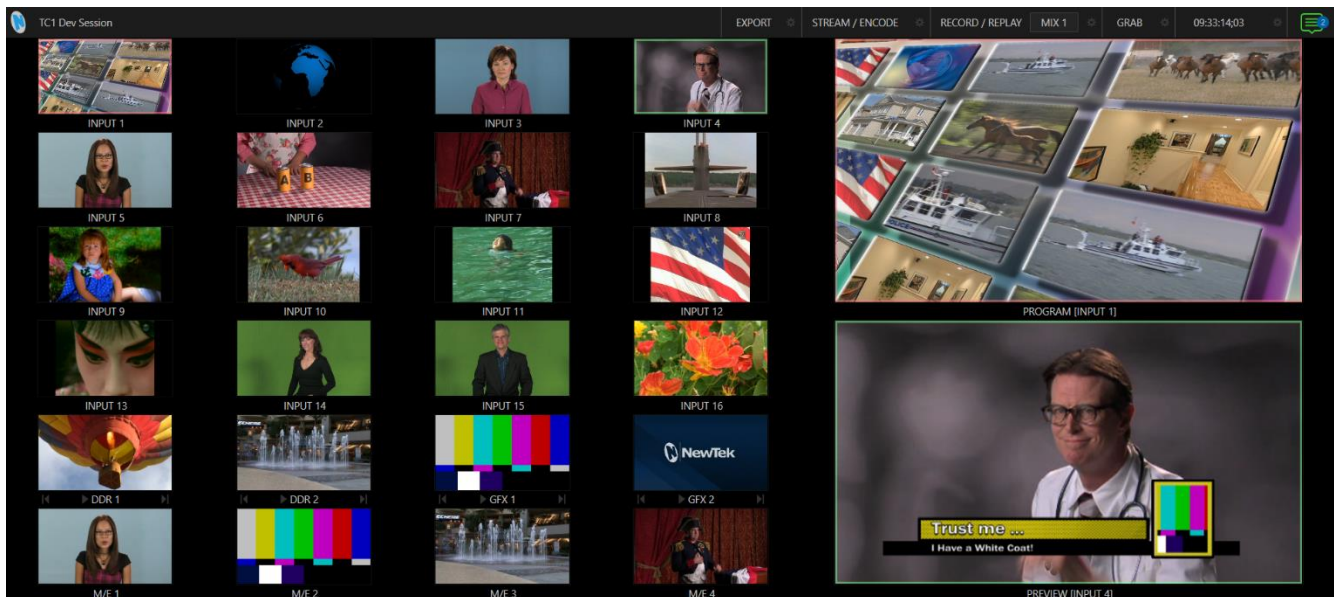 TC1 Dev Session
EXPORT
STREAM / ENCODE
RECORD / REPLAY
MIX 1
GRAB
09:33:14;03
2
INPUT 1
INPUT 2
INPUT 3
INPUT 4
PROGRAM [INPUT 1]
A B
INPUT 5
INPUT 6
INPUT 7
INPUT 8
INPUT 9
INPUT 10
INPUT 11
INPUT 12
INPUT 13
INPUT 14
INPUT 15
INPUT 16
NewTek
DDR 1
DDR 2
GFX 1
GFX 2
Trust me ...
I Have a White Coat!
M/E 1
M/E 2
M/E 3
M/E 4
PREVIEW [INPUT 4]